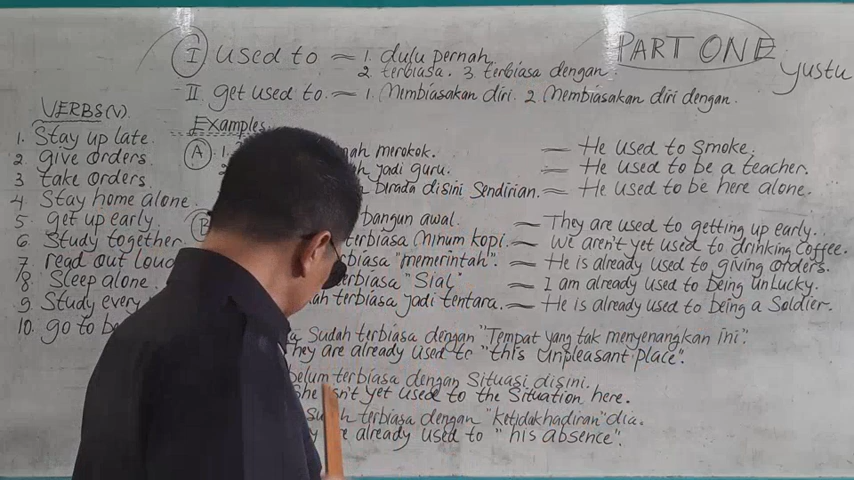 PART ONE
yustu
I used to = 1. dulu pernah.
2. terbiasa. 3 terbiasa dengan.
II get used to = 1. Membiasakan diri. 2 Membiasakan diri dengan.
VERBS(V)
1. Stay up late.
2. give orders.
3 take orders.
4 Stay home alone.
5. get up early
6. Study together
7. read out loud
8. Sleep alone.
9. Study every
10. go to
Examples
A 1. merokok. = He used to smoke.
jadi guru. = He used to be a teacher.
berada disini Sendirian. = He used to be here alone.
B bangun awal. = They are used to getting up early.
terbiasa Minum kopi. = We aren't yet used to drinking Coffee.
"memerintah". = He is already used to giving orders.
terbiasa "Sial" = I am already used to being unLucky.
terbiasa jadi tentara. = He is already used to being a Soldier.
Sudah terbiasa dengan "Tempat yang tak menyenangkan ini".
They are already used to "this Unpleasant place".
belum terbiasa dengan Situasi disini.
She isn't yet used to the Situation here.
Sudah terbiasa dengan "ketidakhadiran" dia.
are already used to "his absence".